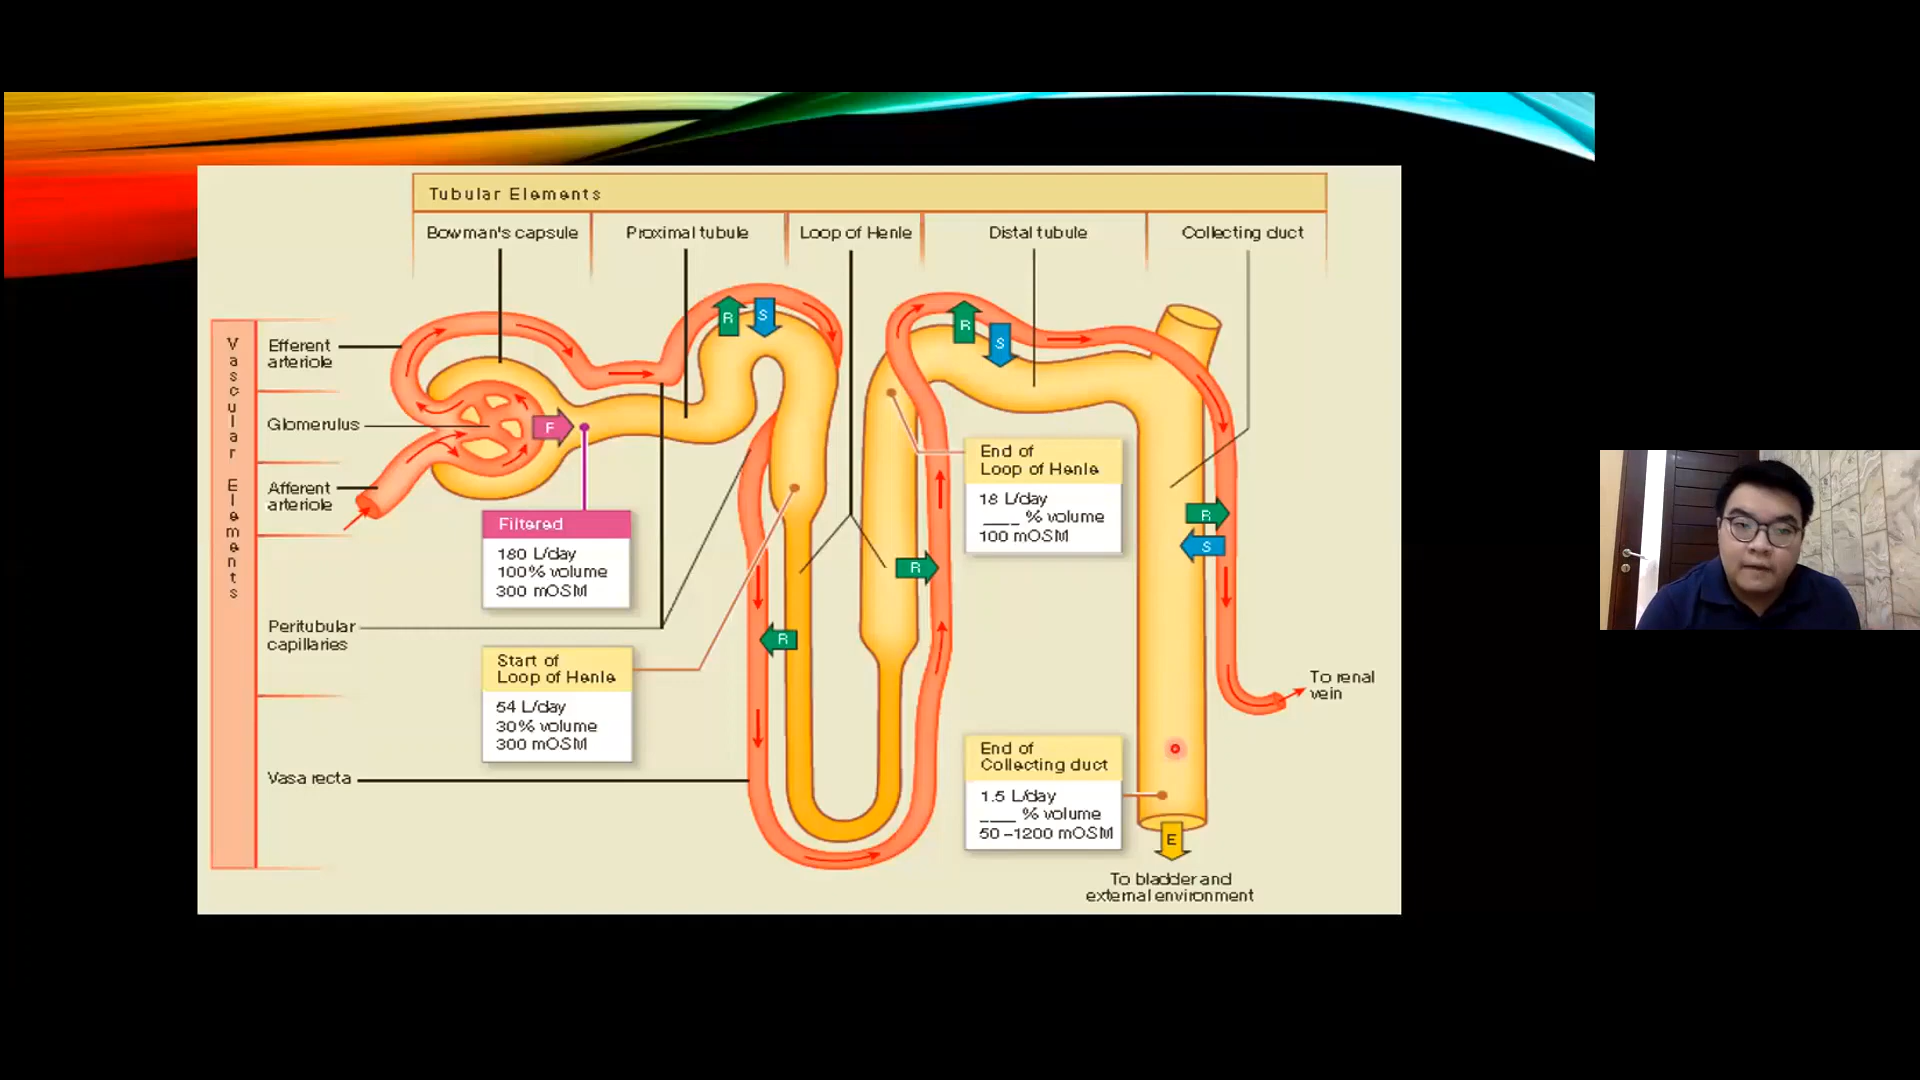 Tubular Elements
Bowman's capsule
Proximal tubule
Loop of Henle
Distal tubule
Collecting duct
Vascular Elements
Efferent
arteriole
Glomerulus
Afferent
arteriole
Peritubular
capillaries
Vasa recta
F
R
S
R
S
R
R
R
S
E
Filtered
180 L/day
100% volume
300 mOSM
Start of
Loop of Henle
54 L/day
30% volume
300 mOSM
End of
Loop of Henle
18 L/day
___ % volume
100 mOSM
End of
Collecting duct
1.5 L/day
___ % volume
50 –1200 mOSM
To renal
vein
To bladder and
external environment